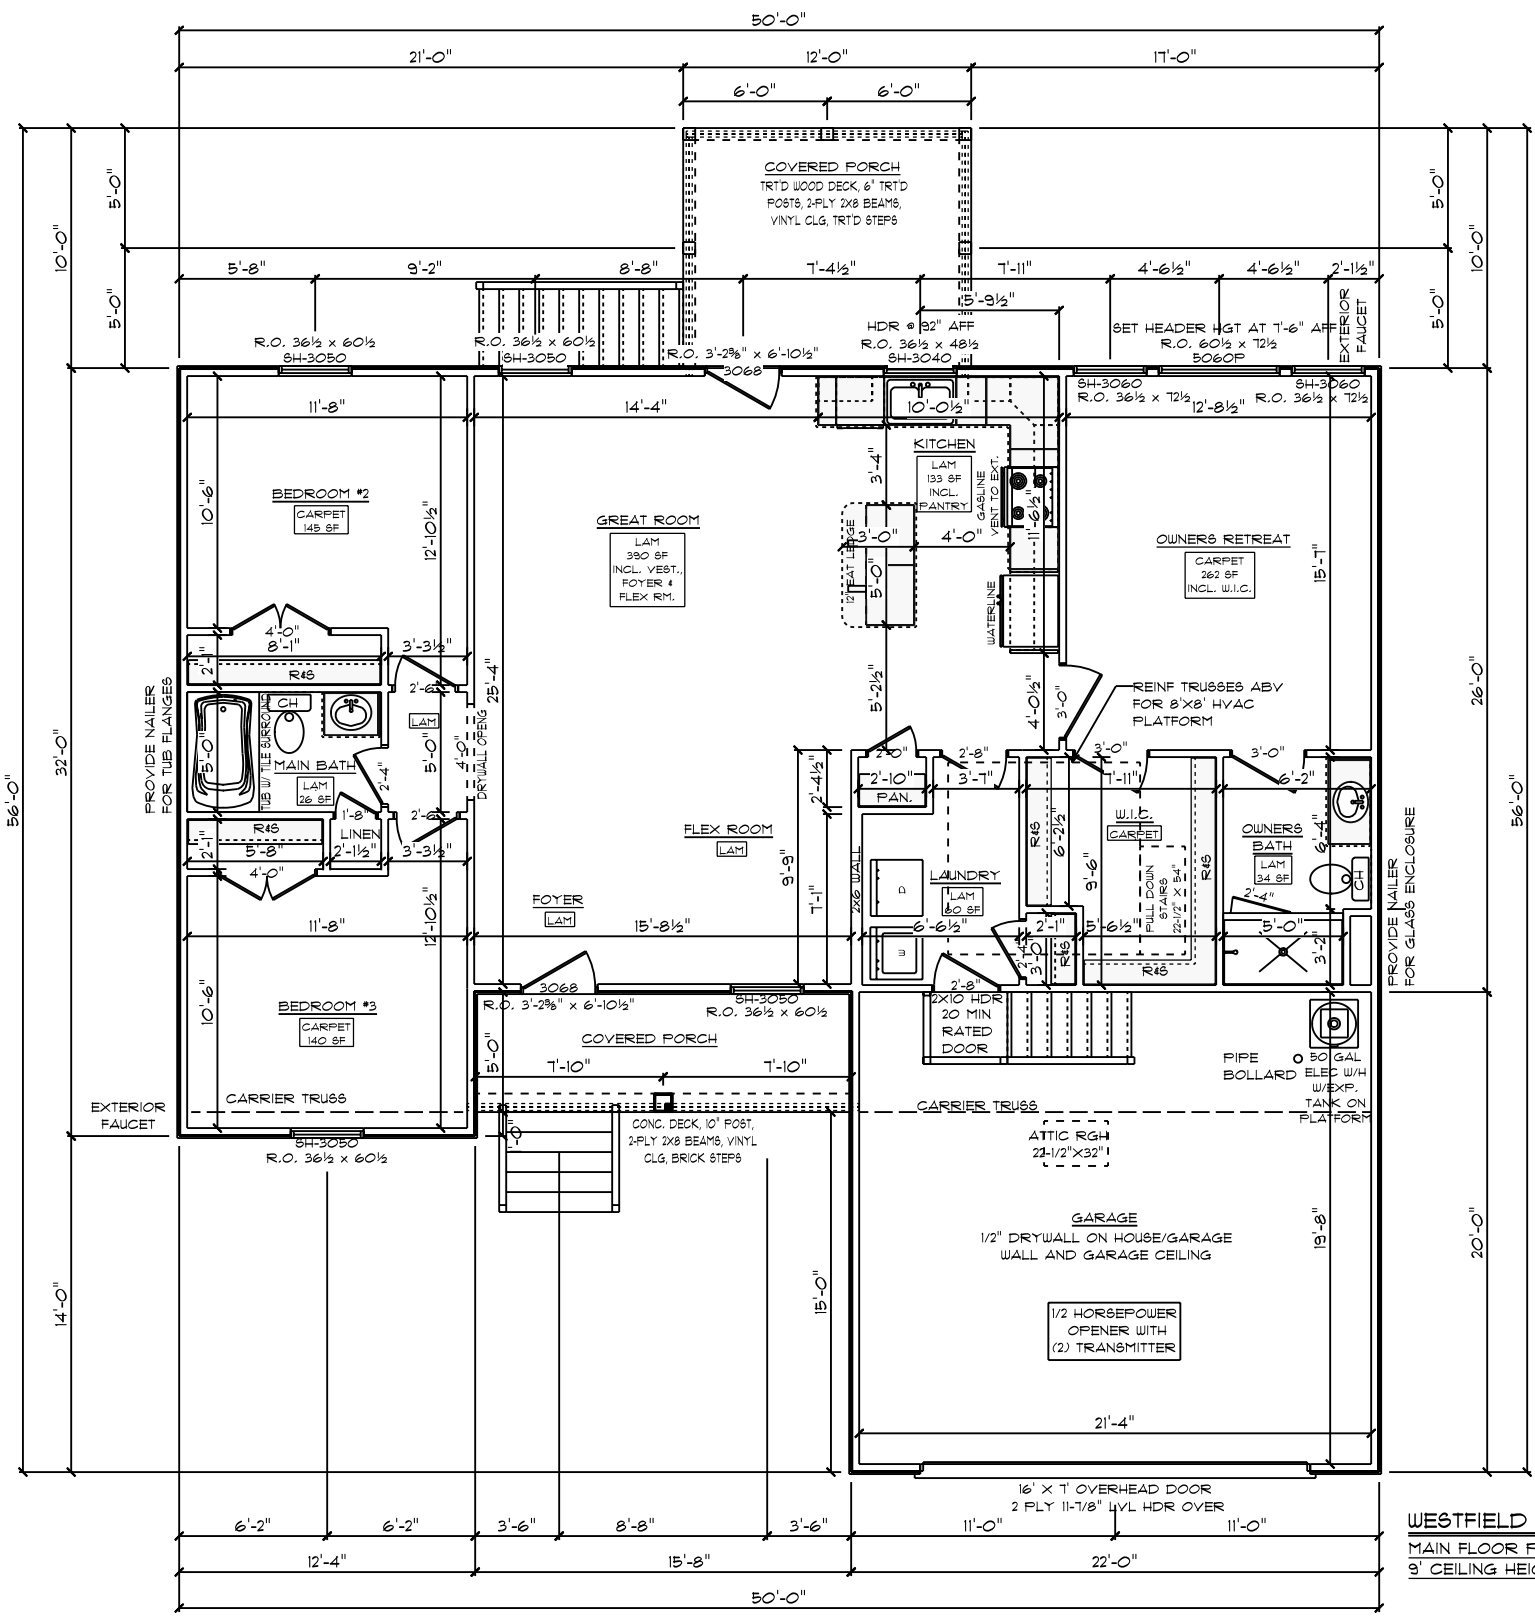 50'-0"
21'-0"
12'-0"
17'-0"
6'-0"
6'-0"
COVERED PORCH
TRT'D WOOD DECK, 6" TRT'D
POSTS, 2-PLY 2X8 BEAMS,
VINYL CLG, TRT'D STEPS
5'-0"
5'-0"
10'-0"
5'-0"
5'-0"
10'-0"
5'-8"
9'-2"
8'-8"
7'-4½"
7'-11"
4'-6½"
4'-6½"
2'-1½"
5'-9½"
EXTERIOR
FAUCET
R.O. 36½ x 60½
SH-3050
R.O. 36½ x 60½
SH-3050
R.O. 3'-2⅝" x 6'-10½"
3068
HDR @ 92" AFF
R.O. 36½ x 48½
SH-3040
SET HEADER HGT AT 7'-6" AFF
R.O. 60½ x 72½
5060P
SH-3060
R.O. 36½ x 72½
SH-3060
R.O. 36½ x 72½
11'-8"
14'-4"
10'-0½"
12'-8½"
BEDROOM #2
CARPET
145 SF
10'-6"
12'-10½"
GREAT ROOM
LAM
390 SF
INCL. VEST.,
FOYER &
FLEX RM.
KITCHEN
LAM
133 SF
INCL.
PANTRY
3'-4"
GASLINE
VENT TO EXT.
11'-6½"
3'-0"
4'-0"
12" EAT LEDGE
5'-0"
WATERLINE
5'-2½"
4'-0½"
3'-0"
OWNERS RETREAT
CARPET
262 SF
INCL. W.I.C.
15'-7"
REINF TRUSSES ABV
FOR 8'X8' HVAC
PLATFORM
56'-0"
32'-0"
26'-0"
56'-0"
4'-0"
8'-1"
3'-3½"
2'-1"
R&S
2'-6"
LAM
25'-4"
PROVIDE NAILER
FOR TUB FLANGES
5'-0"
TUB W/ TILE SURROUND
CH
MAIN BATH
LAM
26 SF
2'-4"
5'-0"
4'-0"
DRYWALL OPENG
R&S
1'-8"
2'-6"
LINEN
2'-1"
5'-8"
2'-1½"
3'-3½"
4'-0"
FLEX ROOM
LAM
9'-9"
2'-4½"
7'-1"
2X6 WALL
2'-0"
2'-8"
3'-0"
3'-0"
2'-10"
3'-7"
7'-11"
6'-2"
PAN.
R&S
6'-2½"
W.I.C.
CARPET
9'-6"
PULL DOWN
STAIRS
22-1/2" X 54"
R&S
OWNERS
BATH
LAM
34 SF
6'-4"
2'-4"
CH
PROVIDE NAILER
FOR GLASS ENCLOSURE
LAUNDRY
LAM
60 SF
D
W
FOYER
LAM
11'-8"
12'-10½"
15'-8½"
6'-6½"
2'-1"
5'-6½"
5'-0"
3'-2"
2'-4"
3'-0"
R&S
R&S
2'-8"
BEDROOM #3
CARPET
140 SF
10'-6"
3068
R.O. 3'-2⅝" x 6'-10½"
SH-3050
R.O. 36½ x 60½
2X10 HDR
20 MIN
RATED
DOOR
COVERED PORCH
5'-0"
7'-10"
7'-10"
PIPE
BOLLARD
50 GAL
ELEC W/H
W/EXP.
TANK ON
PLATFORM
CARRIER TRUSS
CARRIER TRUSS
EXTERIOR
FAUCET
SH-3050
R.O. 36½ x 60½
CONC. DECK, 10" POST,
2-PLY 2X8 BEAMS, VINYL
CLG, BRICK STEPS
ATTIC RGH
22-1/2"X32"
GARAGE
1/2" DRYWALL ON HOUSE/GARAGE
WALL AND GARAGE CEILING
19'-8"
20'-0"
14'-0"
15'-0"
1/2 HORSEPOWER
OPENER WITH
(2) TRANSMITTER
21'-4"
16' X 7' OVERHEAD DOOR
2 PLY 11-7/8" LVL HDR OVER
6'-2"
6'-2"
3'-6"
8'-8"
3'-6"
11'-0"
11'-0"
12'-4"
15'-8"
22'-0"
50'-0"
WESTFIELD
MAIN FLOOR
9' CEILING